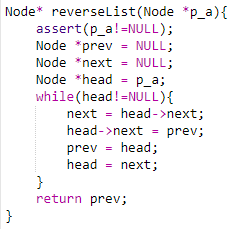 Node* reverseList(Node *p_a){
    assert(p_a!=NULL);
    Node *prev = NULL;
    Node *next = NULL;
    Node *head = p_a;
    while(head!=NULL){
        next = head->next;
        head->next = prev;
        prev = head;
        head = next;
    }
    return prev;
}